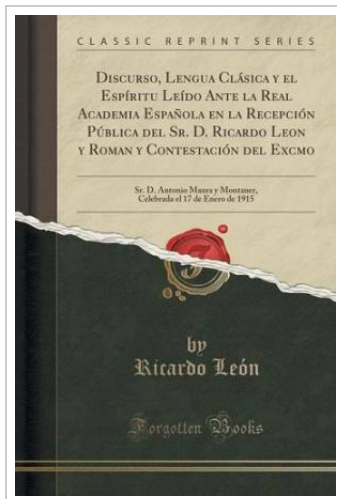 CLASSIC REPRINT SERIES
DISCURSO, LENGUA CLÁSICA Y EL
ESPÍRITU LEÍDO ANTE LA REAL
ACADEMIA ESPAÑOLA EN LA RECEPCIÓN
PÚBLICA DEL SR. D. RICARDO LEON
Y ROMAN Y CONTESTACIÓN DEL EXCMO
Sr. D. Antonio Maura y Montaner,
Celebrada el 17 de Enero de 1915
by
Ricardo León
Forgotten Books